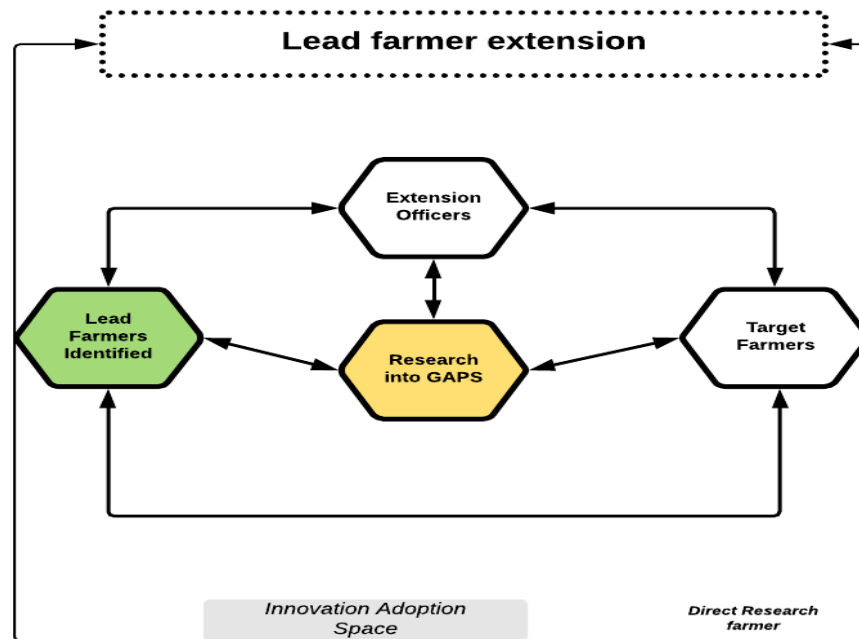 Lead farmer extension
Extension
Officers
Lead
Farmers
Identified
Research
into GAPS
Target
Farmers
Innovation Adoption
Space
Direct Research
farmer